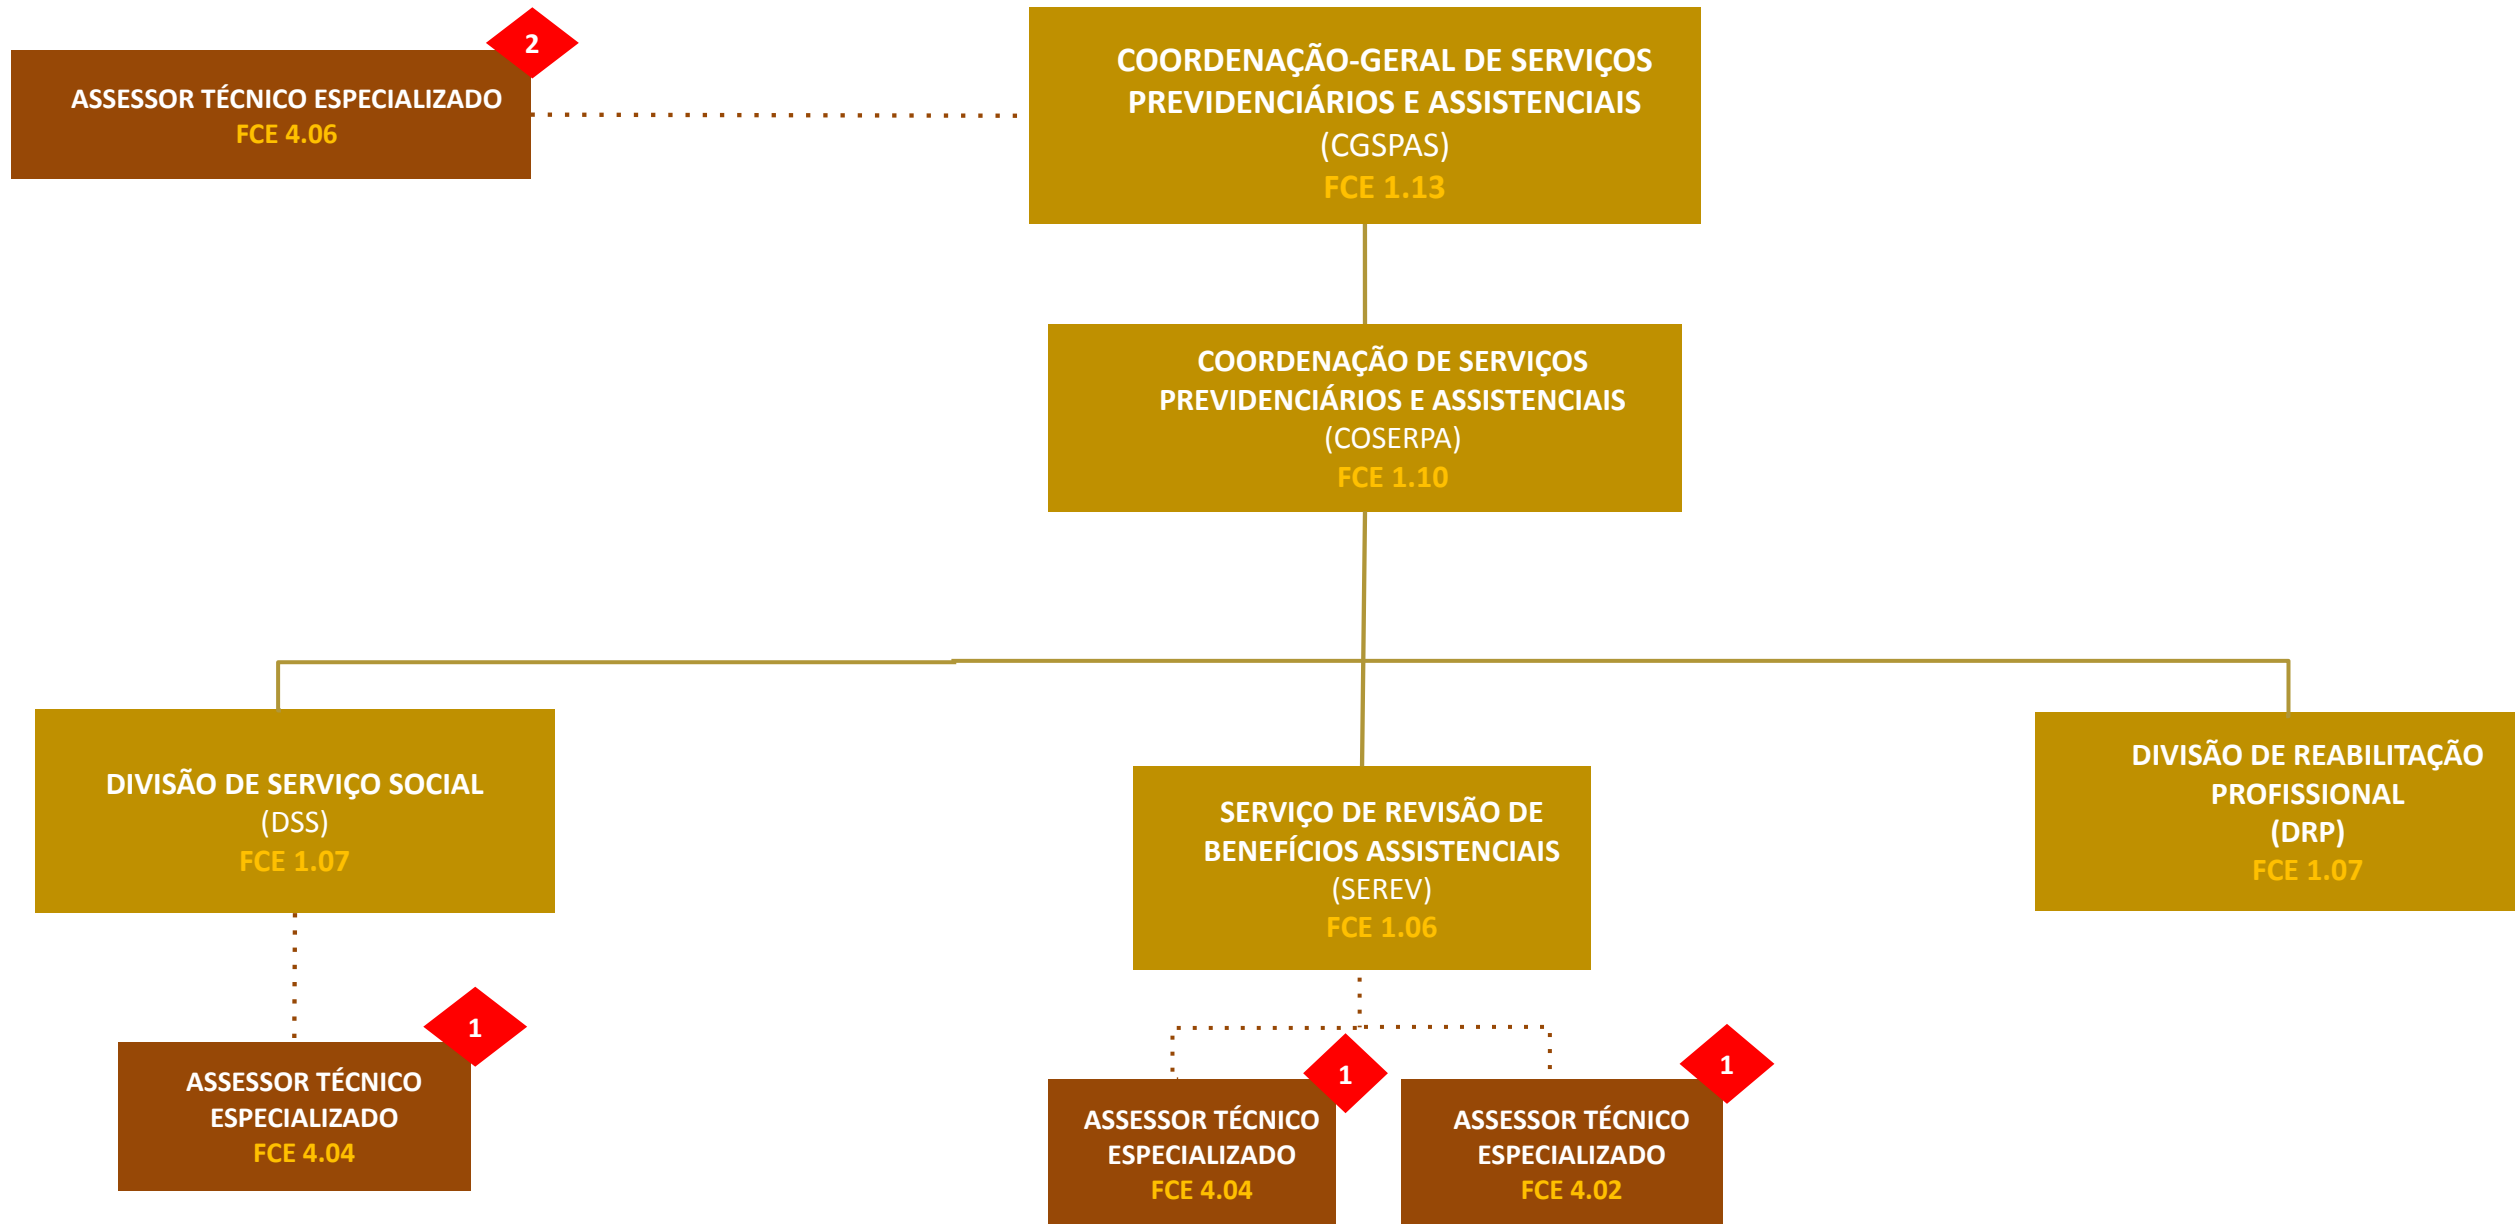 2
ASSESSOR TÉCNICO ESPECIALIZADO
FCE 4.06
COORDENAÇÃO-GERAL DE SERVIÇOS
PREVIDENCIÁRIOS E ASSISTENCIAIS
(CGSPAS)
FCE 1.13
COORDENAÇÃO DE SERVIÇOS
PREVIDENCIÁRIOS E ASSISTENCIAIS
(COSERPA)
FCE 1.10
DIVISÃO DE SERVIÇO SOCIAL
(DSS)
FCE 1.07
SERVIÇO DE REVISÃO DE
BENEFÍCIOS ASSISTENCIAIS
(SEREV)
FCE 1.06
DIVISÃO DE REABILITAÇÃO
PROFISSIONAL
(DRP)
FCE 1.07
1
ASSESSOR TÉCNICO
ESPECIALIZADO
FCE 4.04
1
ASSESSOR TÉCNICO
ESPECIALIZADO
FCE 4.04
1
ASSESSOR TÉCNICO
ESPECIALIZADO
FCE 4.02